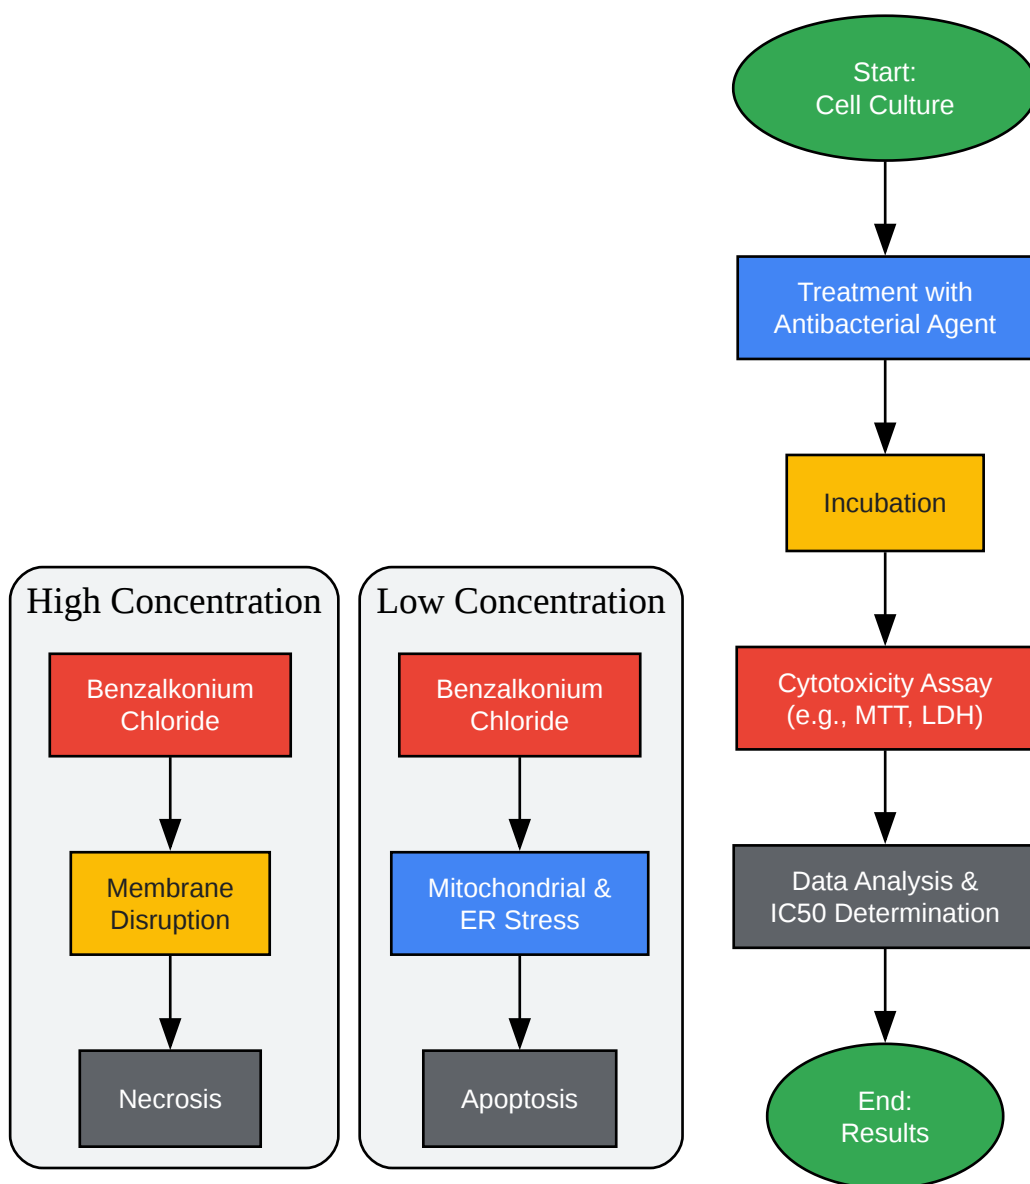 High Concentration
Benzalkonium
Chloride
Membrane
Disruption
Necrosis
Low Concentration
Benzalkonium
Chloride
Mitochondrial &
ER Stress
Apoptosis
Start:
Cell Culture
Treatment with
Antibacterial Agent
Incubation
Cytotoxicity Assay
(e.g., MTT, LDH)
Data Analysis &
IC50 Determination
End:
Results